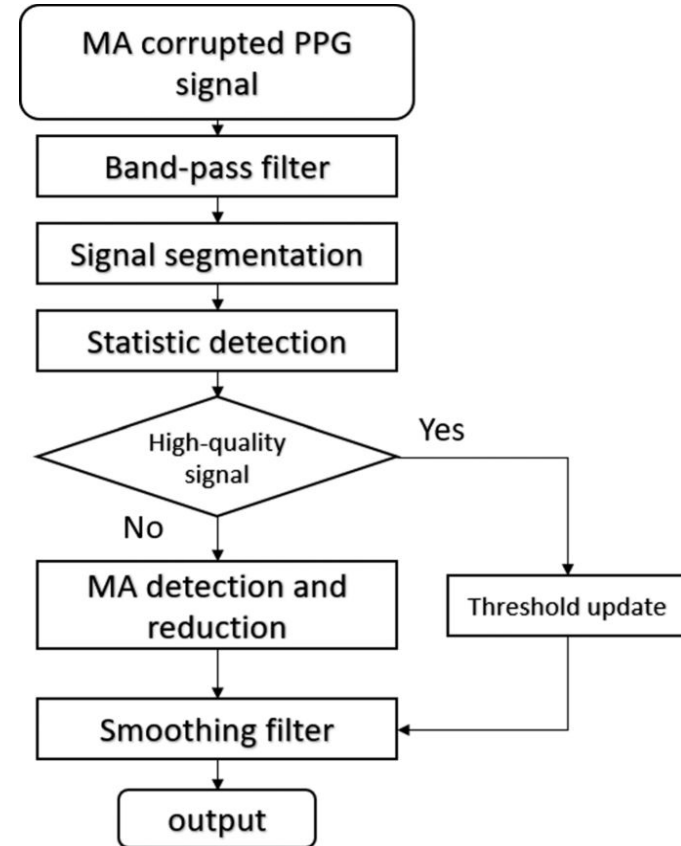 MA corrupted PPG
signal
Band-pass filter
Signal segmentation
Statistic detection
High-quality
signal
Yes
No
MA detection and
reduction
Threshold update
Smoothing filter
output